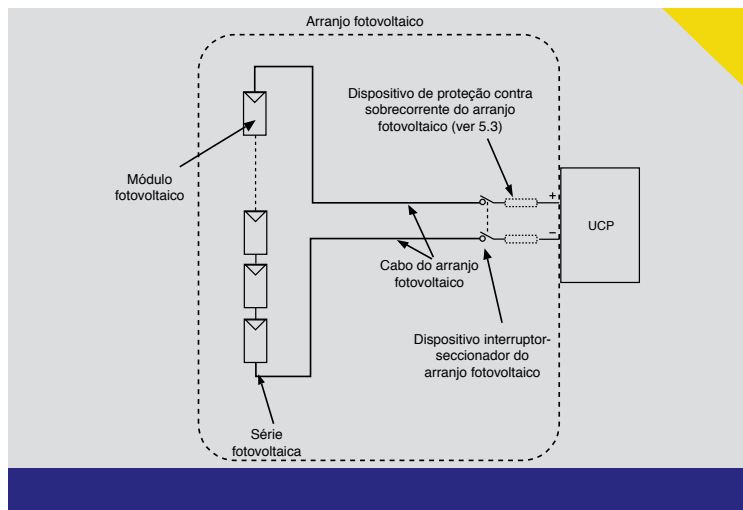 Arranjo fotovoltaico
Dispositivo de proteção contra
sobrecorrente do arranjo
fotovoltaico (ver 5.3)
Módulo
fotovoltaico
+
–
UCP
Cabo do arranjo
fotovoltaico
Dispositivo interruptor-
seccionador do
arranjo fotovoltaico
Série
fotovoltaica